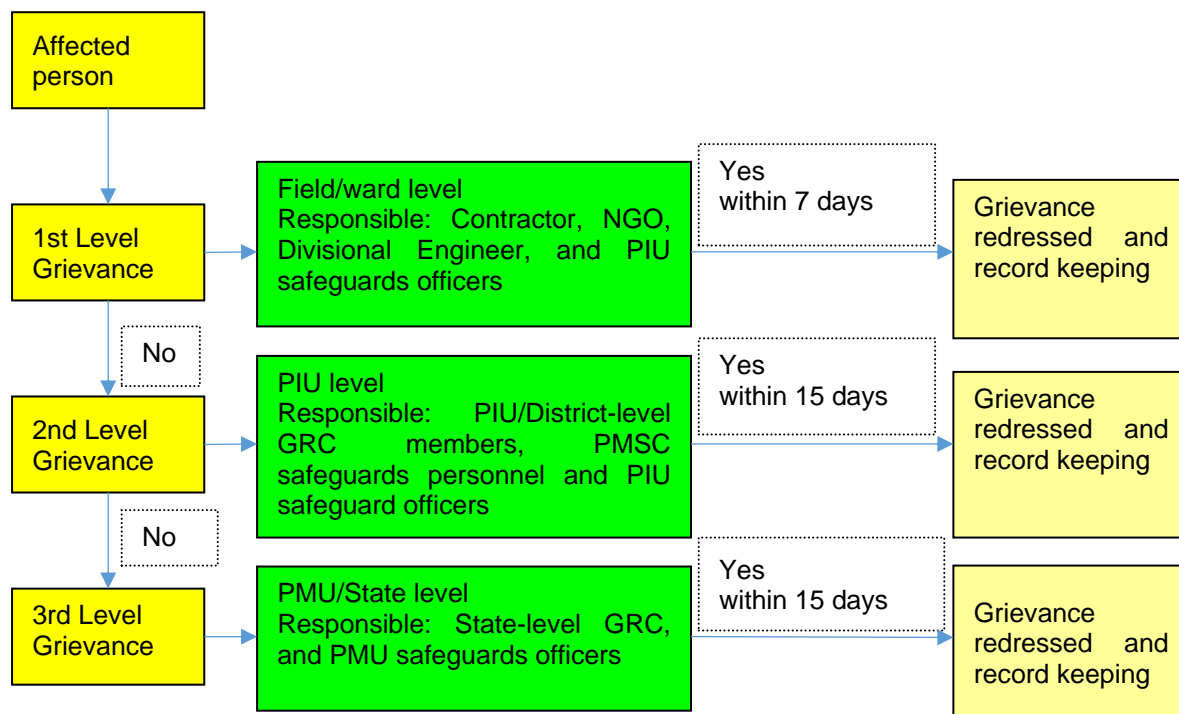 Affected
person
1st Level
Grievance
Field/ward level
Responsible: Contractor, NGO,
Divisional Engineer, and PIU
safeguards officers
Yes
within 7 days
Grievance
redressed and
record keeping
No
2nd Level
Grievance
PIU level
Responsible: PIU/District-level
GRC members, PMSC
safeguards personnel and PIU
safeguard officers
Yes
within 15 days
Grievance
redressed and
record keeping
No
3rd Level
Grievance
PMU/State level
Responsible: State-level GRC,
and PMU safeguards officers
Yes
within 15 days
Grievance
redressed and
record keeping